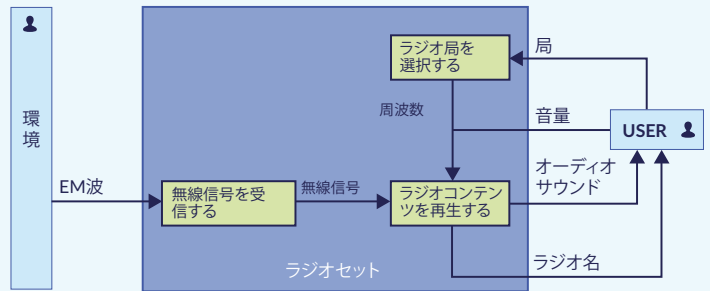 環
境
EM波
無線信号を受
信する
無線信号
ラジオ局を
選択する
周波数
ラジオコンテン
ツを再生する
ラジオセット
局
音量
USER
オーディオ
サウンド
ラジオ名